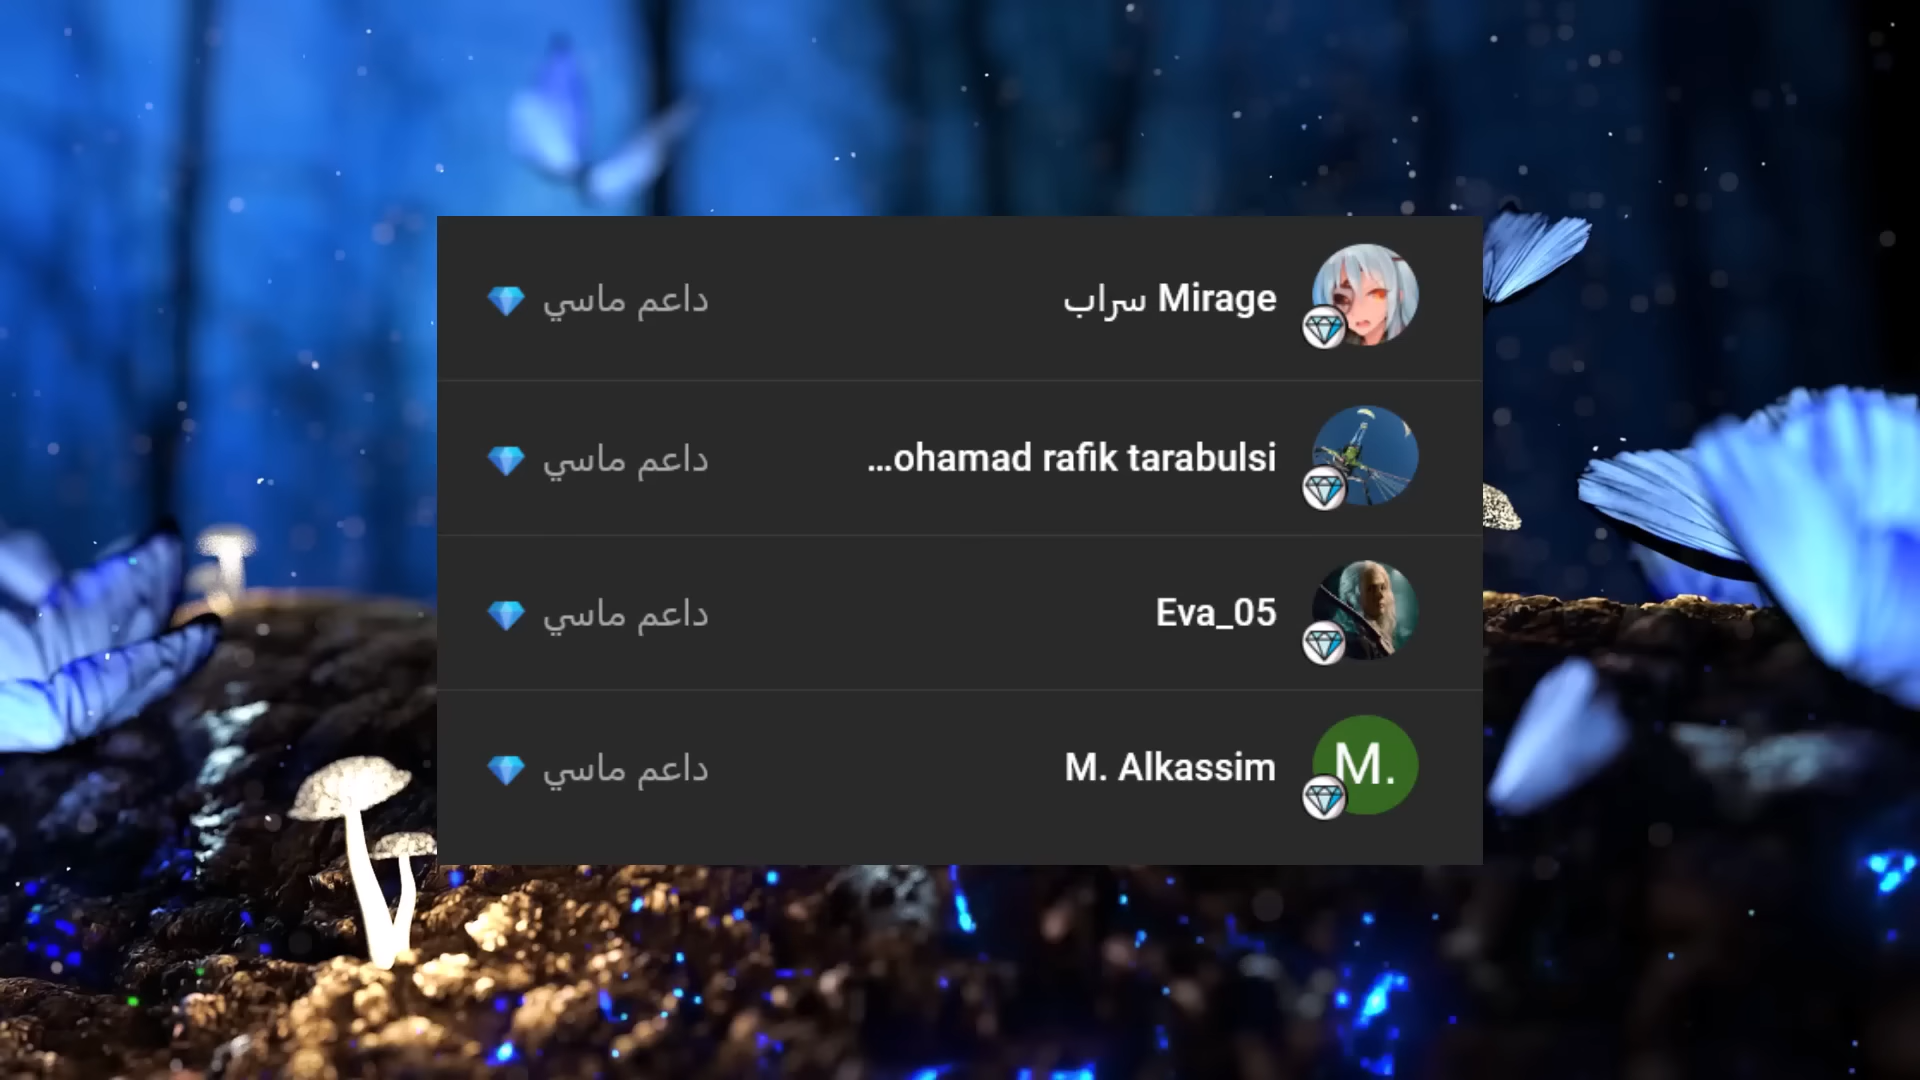 Mirage سراب
داعم ماسي
ohamad rafik tarabulsi...
داعم ماسي
Eva_05
داعم ماسي
M. Alkassim
M.
داعم ماسي